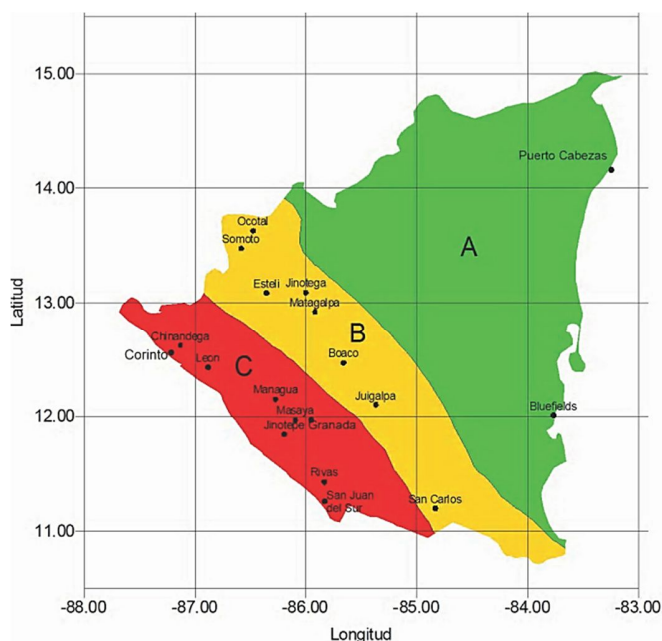 15.00
Puerto Cabezas
14.00
Ocotal
Somoto
A
Esteli
Jinotega
13.00
Matagalpa
B
Chinandega
Corinto
Boaco
Leon
C
Managua
Juigalpa
Masaya
Bluefields
12.00
Jinotepe Granada
Rivas
San Juan
del Sur
San Carlos
11.00
Latitud
-88.00 -87.00 -86.00 -85.00 -84.00 -83.00
Longitud